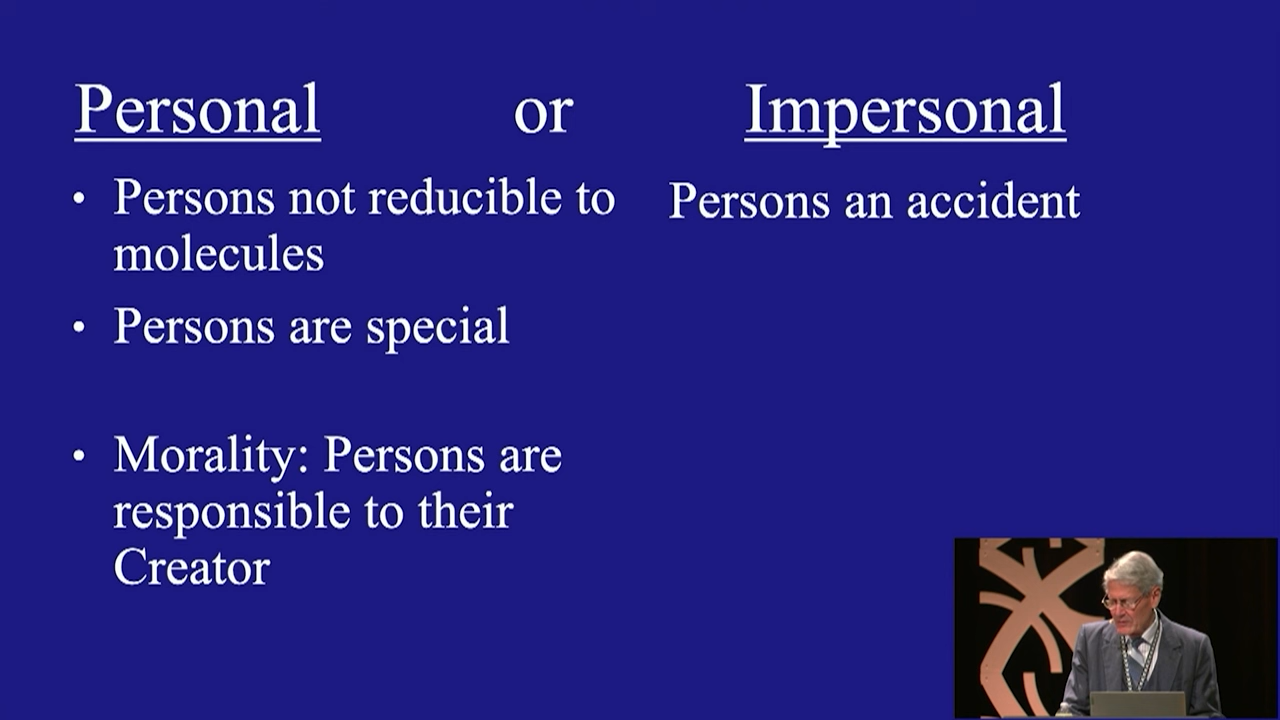 Personal or Impersonal
• Persons not reducible to
molecules
• Persons are special
• Morality: Persons are
responsible to their
Creator
Persons an accident